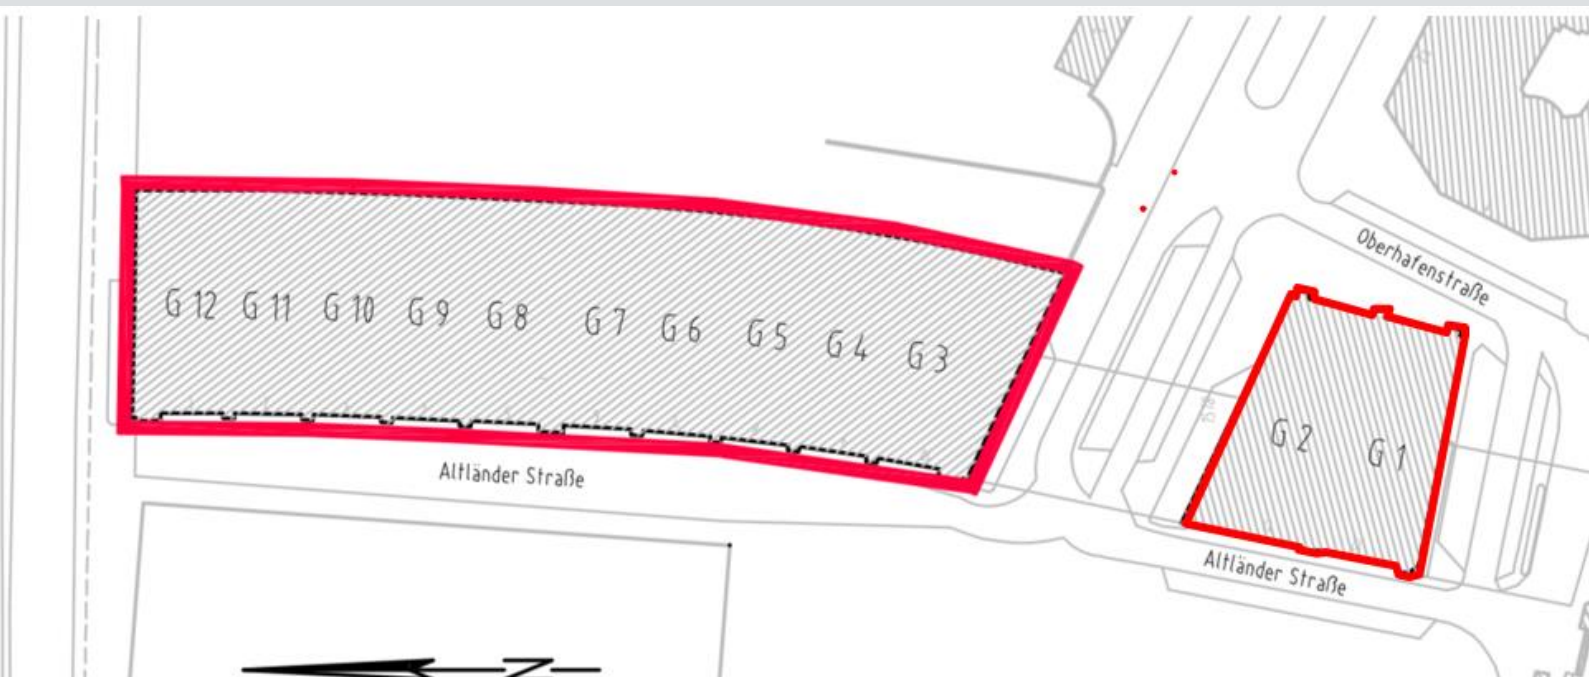 Oberhafenstraße
G 12 G 11 G 10 G 9 G 8 G 7 G 6 G 5 G 4 G 3
G 2 G 1
Altländer Straße
Altländer Straße
N